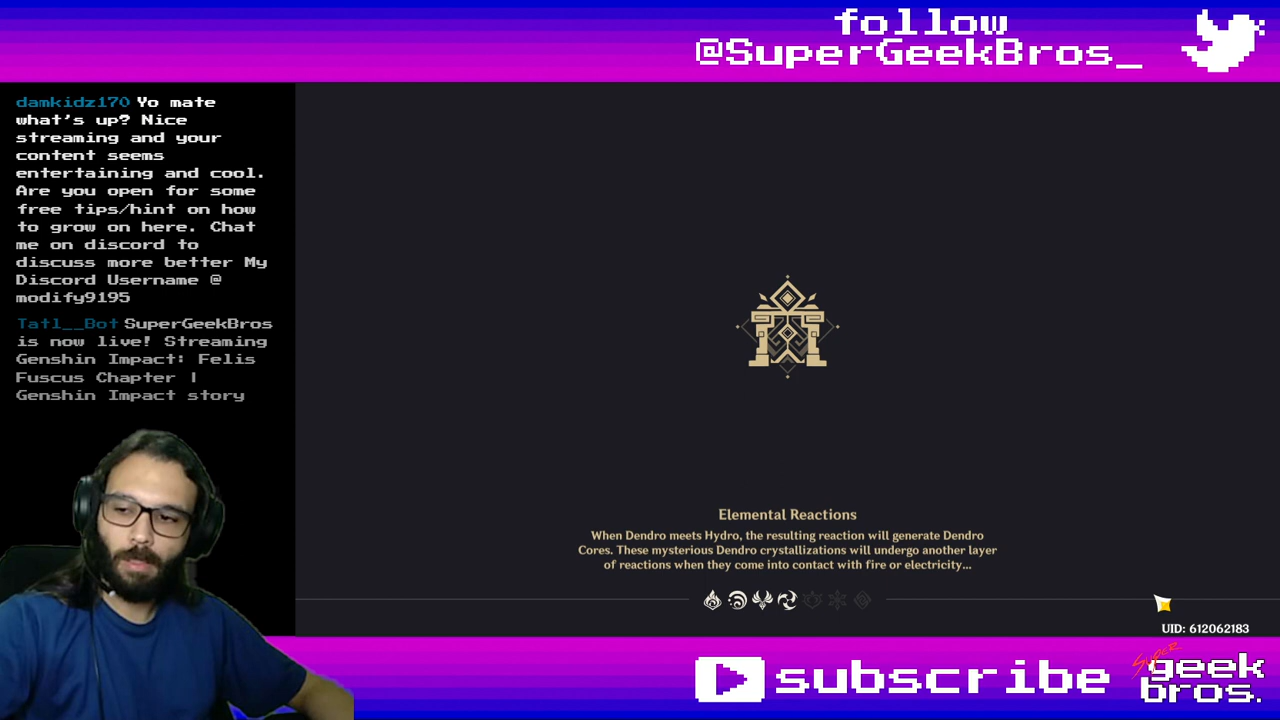 follow
@SuperGeekBros_
damkidz170 Yo mate
what's up? Nice
streaming and your
content seems
entertaining and cool.
Are you open for some
free tips/hint on how
to grow on here. Chat
me on discord to
discuss more better My
Discord Username @
modify9195
Tatl__Bot SuperGeekBros
is now live! Streaming
Genshin Impact: Felis
Fuscus Chapter |
Genshin Impact story
Elemental Reactions
When Dendro meets Hydro, the resulting reaction will generate Dendro
Cores. These mysterious Dendro crystallizations will undergo another layer
of reactions when they come into contact with fire or electricity...
UID: 612062183
subscribe
super
geek
bros.